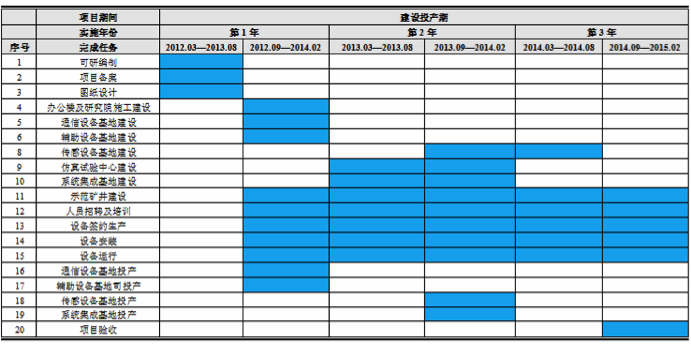 项目期间 建设投产期
实施年份 第 1 年 第 2 年 第 3 年
序号 完成任务 2012.03—2013.08 2012.09—2014.02 2013.03—2013.08 2013.09—2014.02 2014.03—2014.08 2014.09—2015.02
1 可研编制
2 项目备案
3 图纸设计
4 办公楼及研究院施工建设
5 通信设备基地建设
6 辅助设备基地建设
8 传感设备基地建设
9 仿真试验中心建设
10 系统集成基地建设
11 示范矿井建设
12 人员招聘及培训
13 设备签约生产
14 设备安装
15 设备运行
16 通信设备基地投产
17 辅助设备基地司投产
18 传感设备基地投产
19 系统集成基地投产
20 项目验收